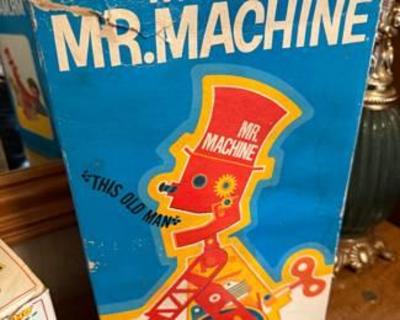 MR.MACHINE
MR.
MACHINE
"THIS OLD MAN"